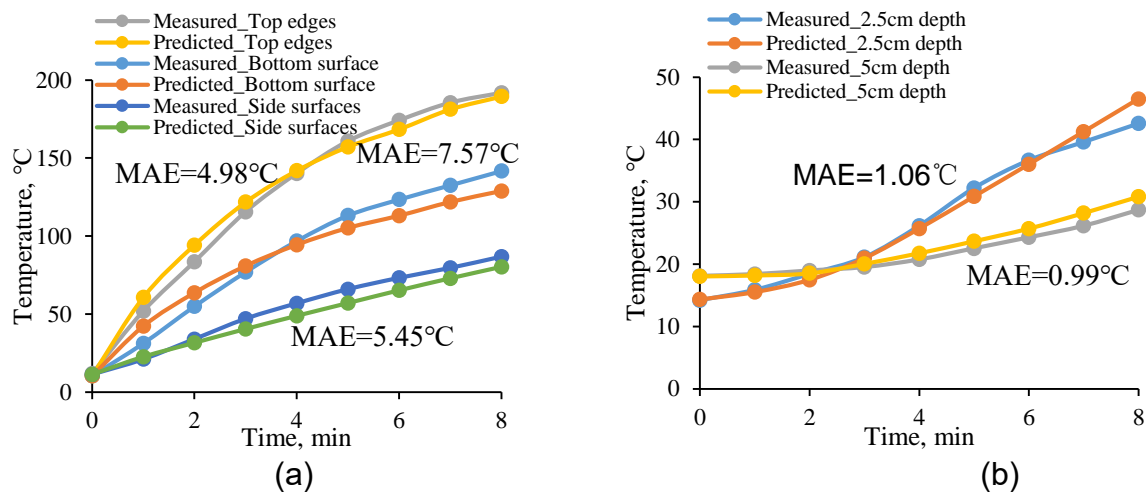 Measured_Top edges
Predicted_Top edges
Measured_Bottom surface
Predicted_Bottom surface
Measured_Side surfaces
Predicted_Side surfaces
200
150
100
50
0
Temperature, °C
MAE=4.98°C
MAE=7.57°C
MAE=5.45°C
0 2 4 6 8
Time, min
(a)
Measured_2.5cm depth
Predicted_2.5cm depth
Measured_5cm depth
Predicted_5cm depth
50
40
30
20
10
0
Temperature, °C
MAE=1.06℃
MAE=0.99°C
0 2 4 6 8
Time, min
(b)